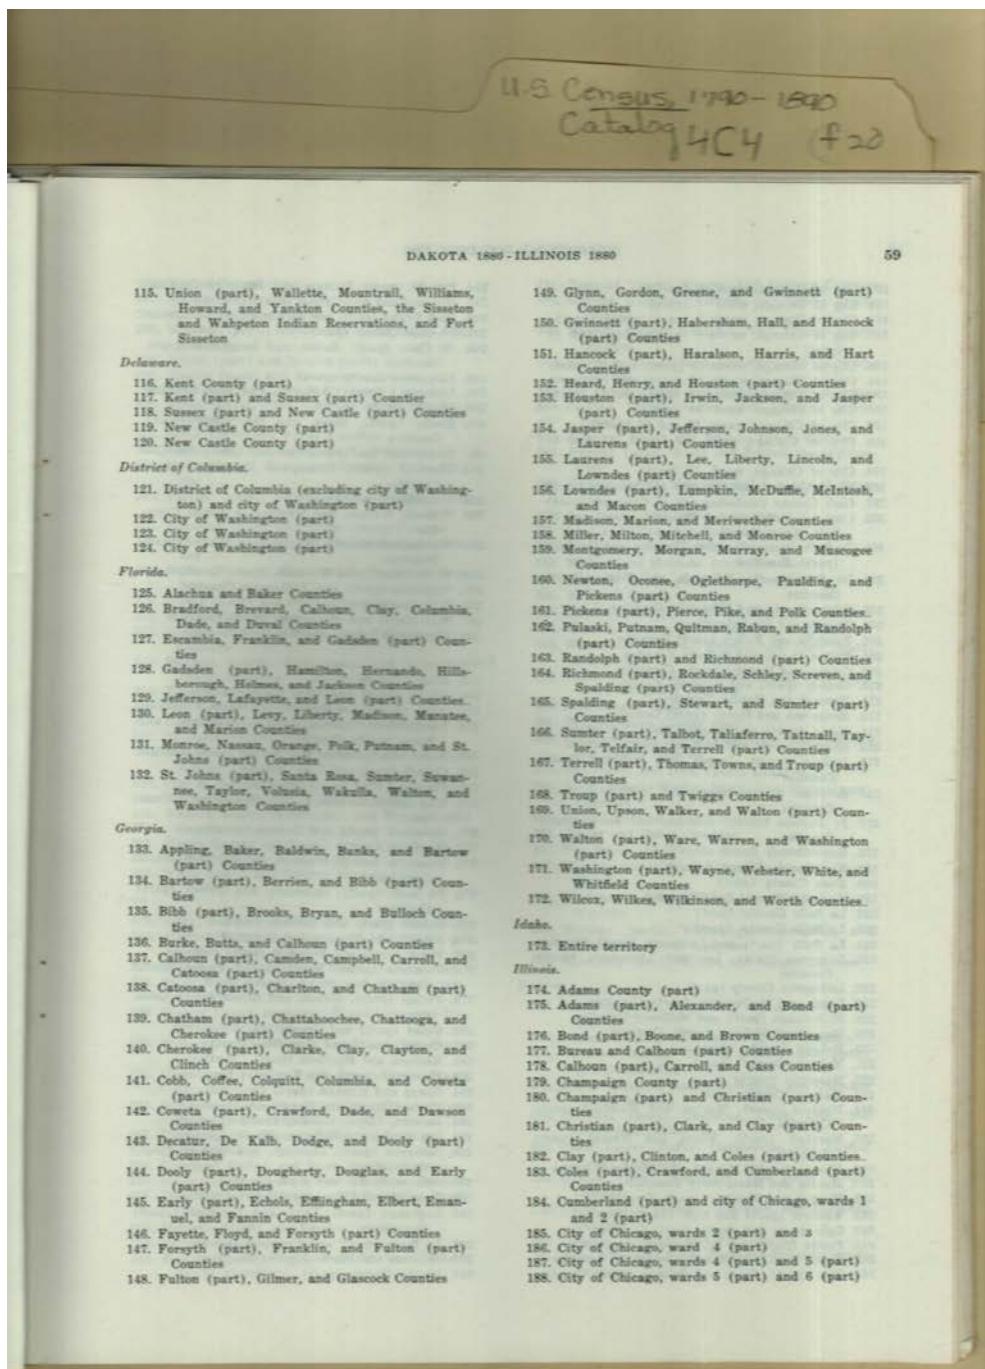 U.S. Census, 1790-1890
Catalog 4C4 f 28
DAKOTA 1880 - ILLINOIS 1880
59
115. Union (part), Wallette, Mountrail, Williams,
Howard, and Yankton Counties, the Sisseton
and Wahpeton Indian Reservations, and Fort
Sisseton
Delaware.
116. Kent County (part)
117. Kent (part) and Sussex (part) Counties
118. Sussex (part) and New Castle (part) Counties
119. New Castle County (part)
120. New Castle County (part)
District of Columbia.
121. District of Columbia (excluding city of Washing-
ton) and city of Washington (part)
122. City of Washington (part)
123. City of Washington (part)
124. City of Washington (part)
Florida.
125. Alachua and Baker Counties
126. Bradford, Brevard, Calhoun, Clay, Columbia,
Dade, and Duval Counties
127. Escambia, Franklin, and Gadsden (part) Coun-
ties
128. Gadsden (part), Hamilton, Hernando, Hills-
borough, Holmes, and Jackson Counties
129. Jefferson, Lafayette, and Leon (part) Counties
130. Leon (part), Levy, Liberty, Madison, Manatee,
and Marion Counties
131. Monroe, Nassau, Orange, Polk, Putnam, and St.
Johns (part) Counties
132. St. Johns (part), Santa Rosa, Sumter, Suwan-
nee, Taylor, Volusia, Wakulla, Walton, and
Washington Counties
Georgia.
133. Appling, Baker, Baldwin, Banks, and Bartow
(part) Counties
134. Bartow (part), Berrien, and Bibb (part) Coun-
ties
135. Bibb (part), Brooks, Bryan, and Bulloch Coun-
ties
136. Burke, Butts, and Calhoun (part) Counties
137. Calhoun (part), Camden, Campbell, Carroll, and
Catoosa (part) Counties
138. Catoosa (part), Charlton, and Chatham (part)
Counties
139. Chatham (part), Chattahoochee, Chattooga, and
Cherokee (part) Counties
140. Cherokee (part), Clarke, Clay, Clayton, and
Clinch Counties
141. Cobb, Coffee, Colquitt, Columbia, and Coweta
(part) Counties
142. Coweta (part), Crawford, Dade, and Dawson
Counties
143. Decatur, De Kalb, Dodge, and Dooly (part)
Counties
144. Dooly (part), Dougherty, Douglas, and Early
(part) Counties
145. Early (part), Echols, Effingham, Elbert, Eman-
uel, and Fannin Counties
146. Fayette, Floyd, and Forsyth (part) Counties
147. Forsyth (part), Franklin, and Fulton (part)
Counties
148. Fulton (part), Gilmer, and Glascock Counties
149. Glynn, Gordon, Greene, and Gwinnett (part)
Counties
150. Gwinnett (part), Habersham, Hall, and Hancock
(part) Counties
151. Hancock (part), Haralson, Harris, and Hart
Counties
152. Heard, Henry, and Houston (part) Counties
153. Houston (part), Irwin, Jackson, and Jasper
(part) Counties
154. Jasper (part), Jefferson, Johnson, Jones, and
Laurens (part) Counties
155. Laurens (part), Lee, Liberty, Lincoln, and
Lowndes (part) Counties
156. Lowndes (part), Lumpkin, McDuffie, McIntosh,
and Macon Counties
157. Madison, Marion, and Meriwether Counties
158. Miller, Milton, Mitchell, and Monroe Counties
159. Montgomery, Morgan, Murray, and Muscogee
Counties
160. Newton, Oconee, Oglethorpe, Paulding, and
Pickens (part) Counties
161. Pickens (part), Pierce, Pike, and Polk Counties
162. Pulaski, Putnam, Quitman, Rabun, and Randolph
(part) Counties
163. Randolph (part) and Richmond (part) Counties
164. Richmond (part), Rockdale, Schley, Screven, and
Spalding (part) Counties
165. Spalding (part), Stewart, and Sumter (part)
Counties
166. Sumter (part), Talbot, Taliaferro, Tattnall, Tay-
lor, Telfair, and Terrell (part) Counties
167. Terrell (part), Thomas, Towns, and Troup (part)
Counties
168. Troup (part) and Twiggs Counties
169. Union, Upson, Walker, and Walton (part) Coun-
ties
170. Walton (part), Ware, Warren, and Washington
(part) Counties
171. Washington (part), Wayne, Webster, White, and
Whitfield Counties
172. Wilcox, Wilkes, Wilkinson, and Worth Counties
Idaho.
173. Entire territory
Illinois.
174. Adams County (part)
175. Adams (part), Alexander, and Bond (part)
Counties
176. Bond (part), Boone, and Brown Counties
177. Bureau and Calhoun (part) Counties
178. Calhoun (part), Carroll, and Cass Counties
179. Champaign County (part)
180. Champaign (part) and Christian (part) Coun-
ties
181. Christian (part), Clark, and Clay (part) Coun-
ties
182. Clay (part), Clinton, and Coles (part) Counties
183. Coles (part), Crawford, and Cumberland (part)
Counties
184. Cumberland (part) and city of Chicago, wards 1
and 2 (part)
185. City of Chicago, wards 2 (part) and 3
186. City of Chicago, ward 4 (part)
187. City of Chicago, wards 4 (part) and 5 (part)
188. City of Chicago, wards 5 (part) and 6 (part)